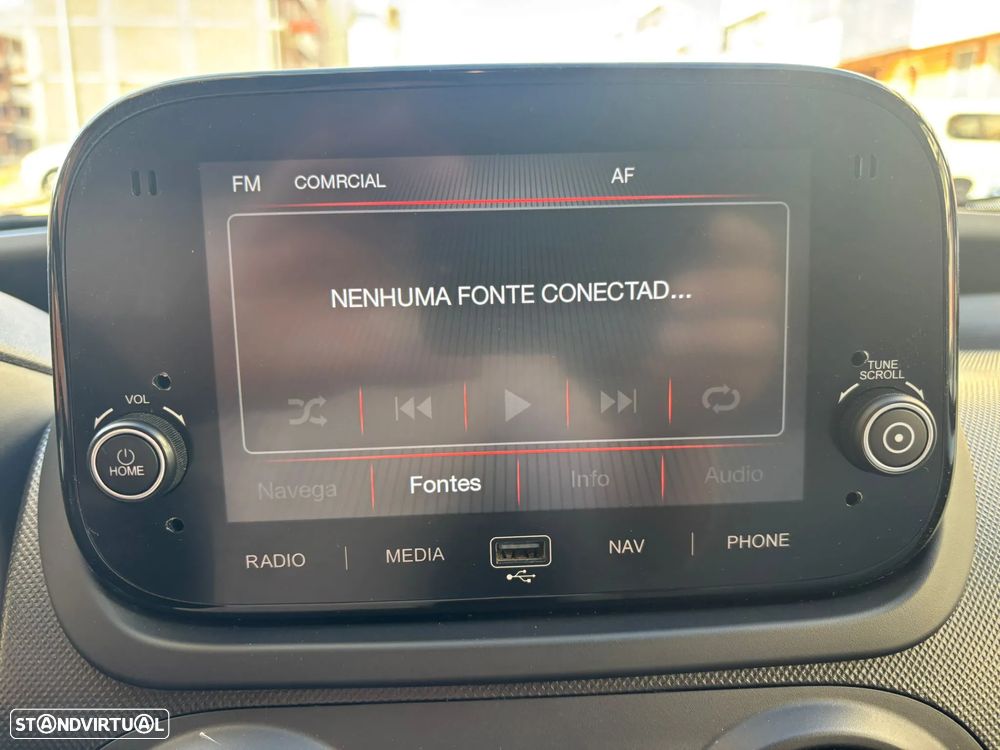 FM COMRCIAL AF
NENHUMA FONTE CONECTAD...
VOL
TUNE
SCROLL
HOME
Navega Fontes Info Audio
RADIO MEDIA NAV PHONE
STANDVIRTUAL